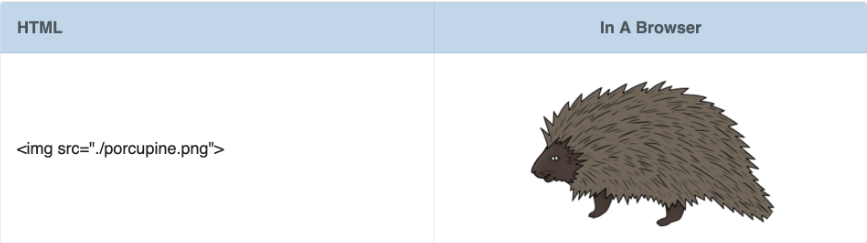 HTML
In A Browser
<img src="./porcupine.png">